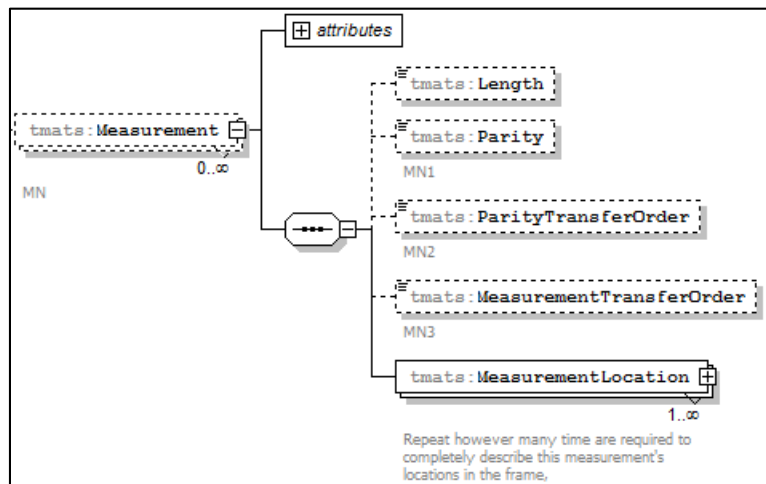 attributes
tmats:Length
tmats:Measurement
0..∞
MN
tmats:Parity
MN1
tmats:ParityTransferOrder
MN2
tmats:MeasurementTransferOrder
MN3
tmats:MeasurementLocation
1..∞
Repeat however many time are required to
completely describe this measurement's
locations in the frame,